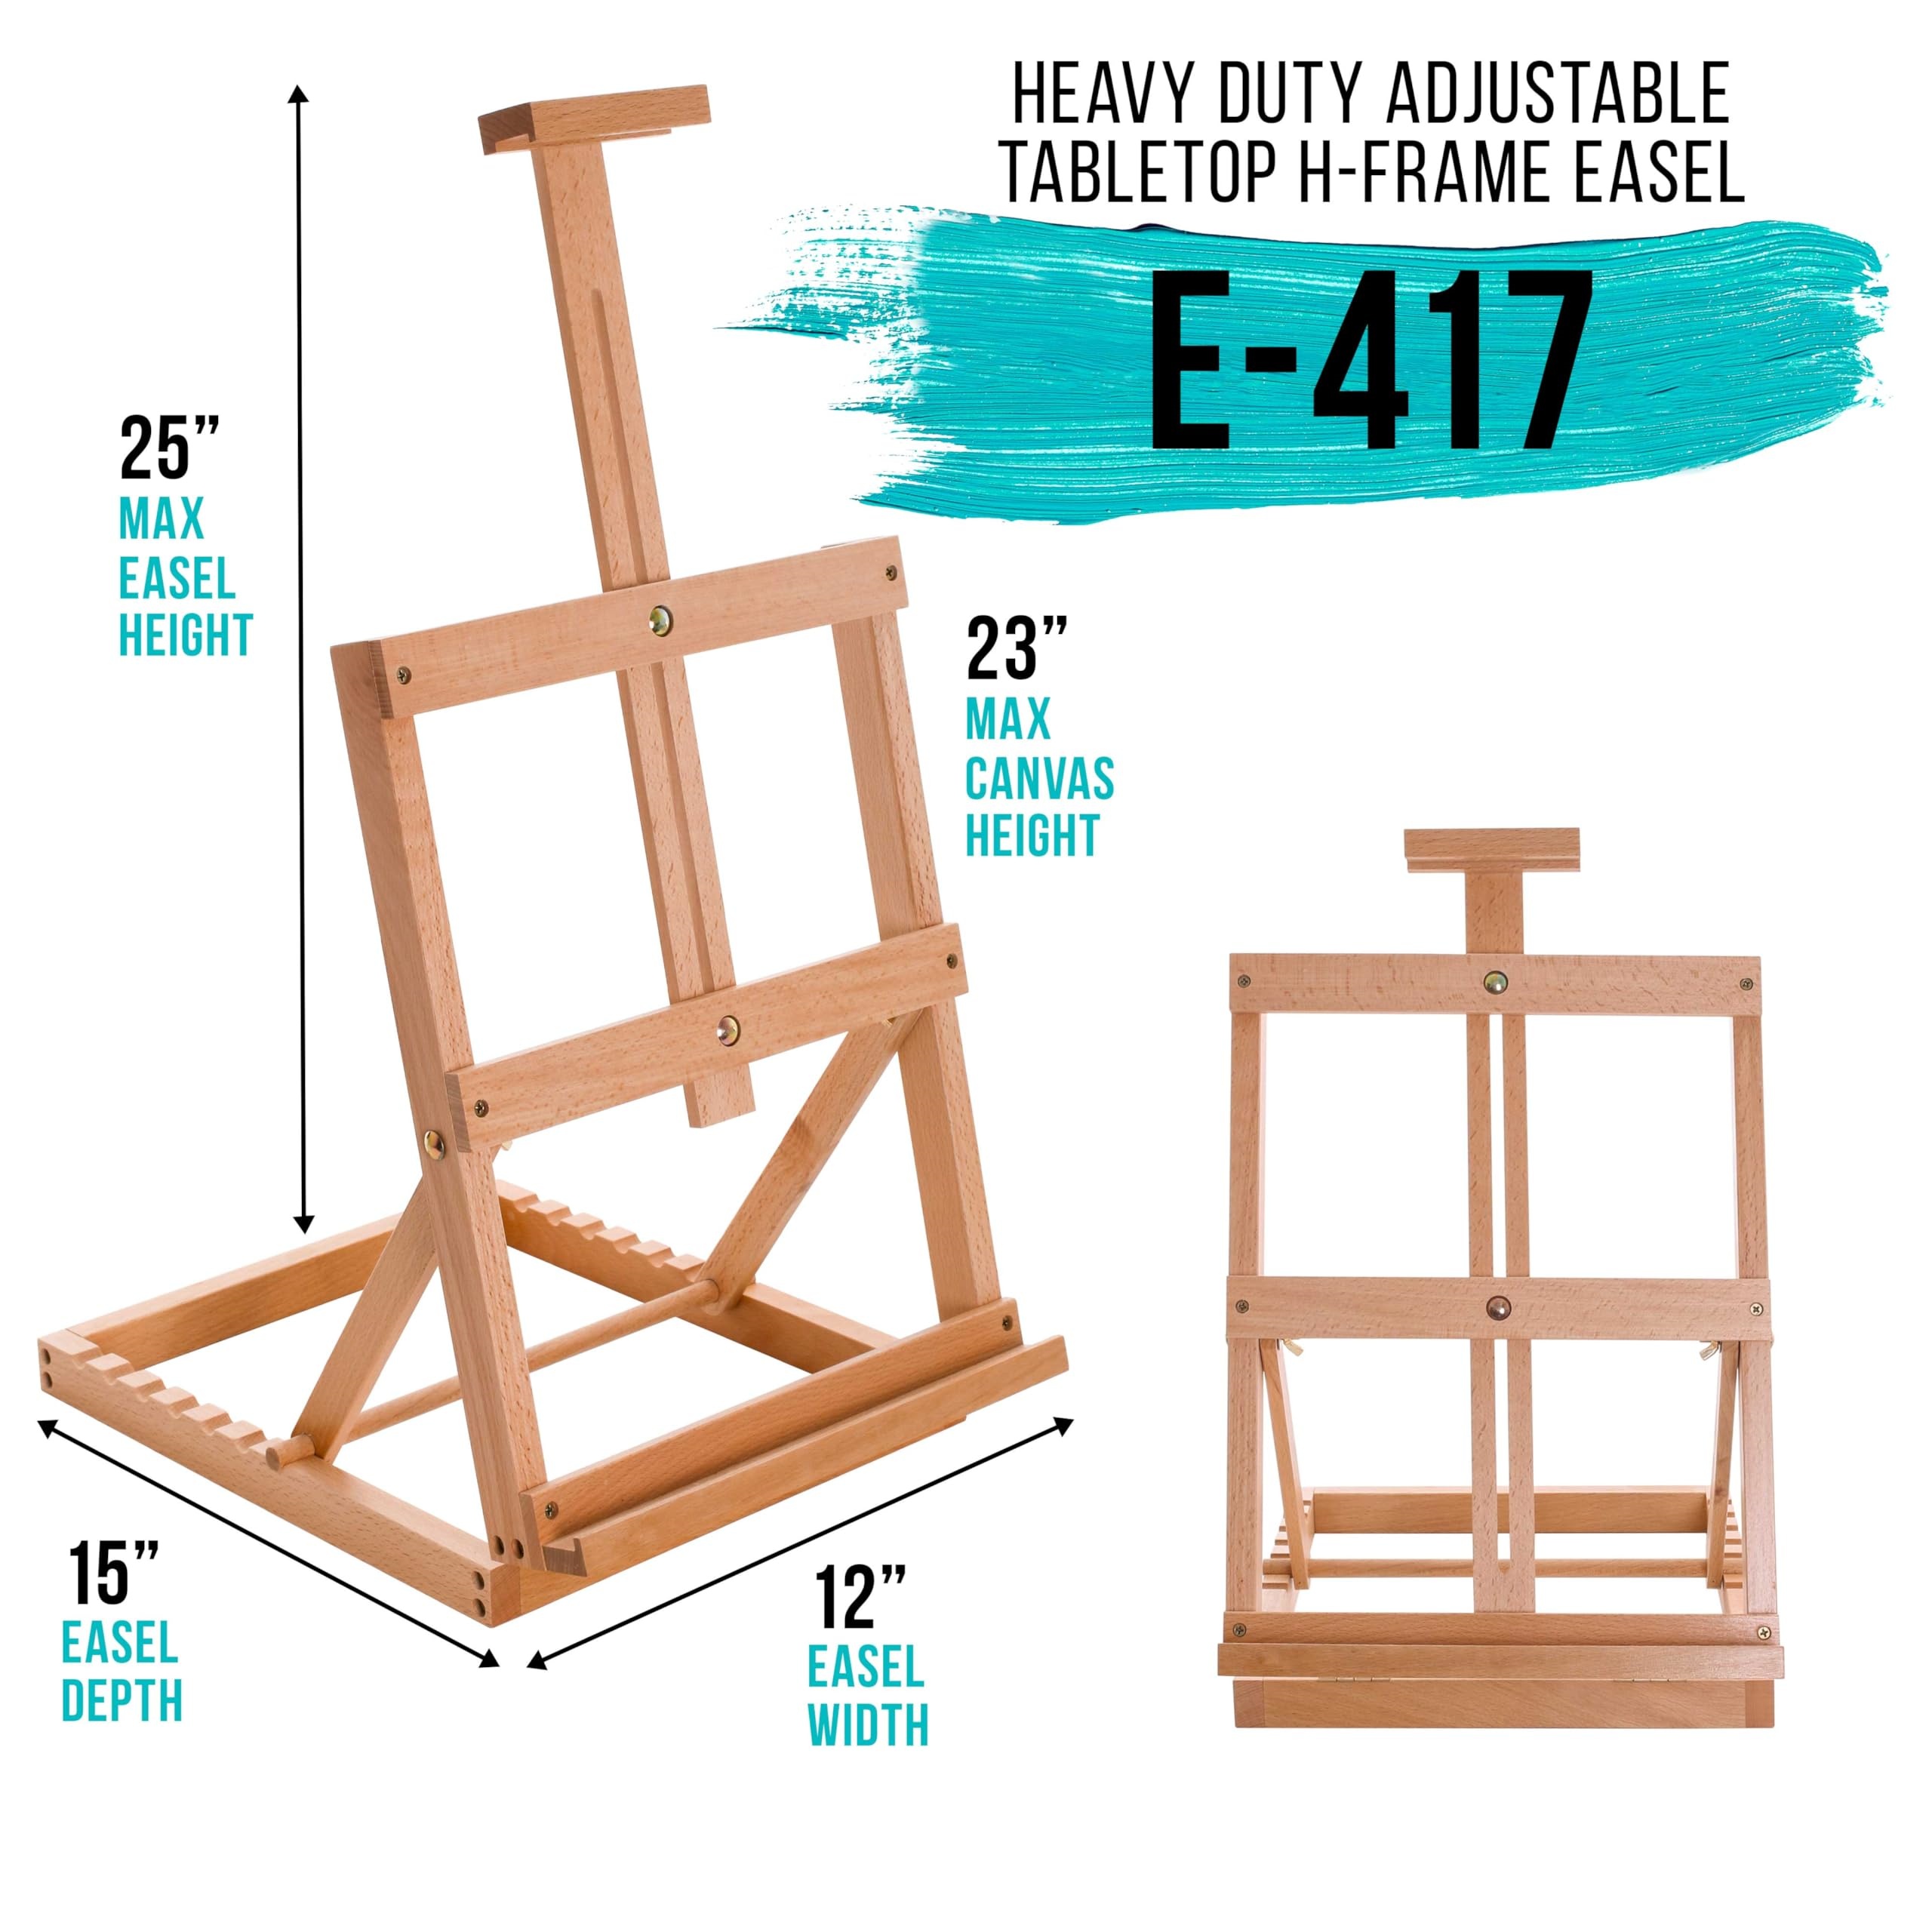 HEAVY DUTY ADJUSTABLE
TABLETOP H-FRAME EASEL
E-417
25”
MAX
EASEL
HEIGHT
23”
MAX
CANVAS
HEIGHT
15”
EASEL
DEPTH
12”
EASEL
WIDTH